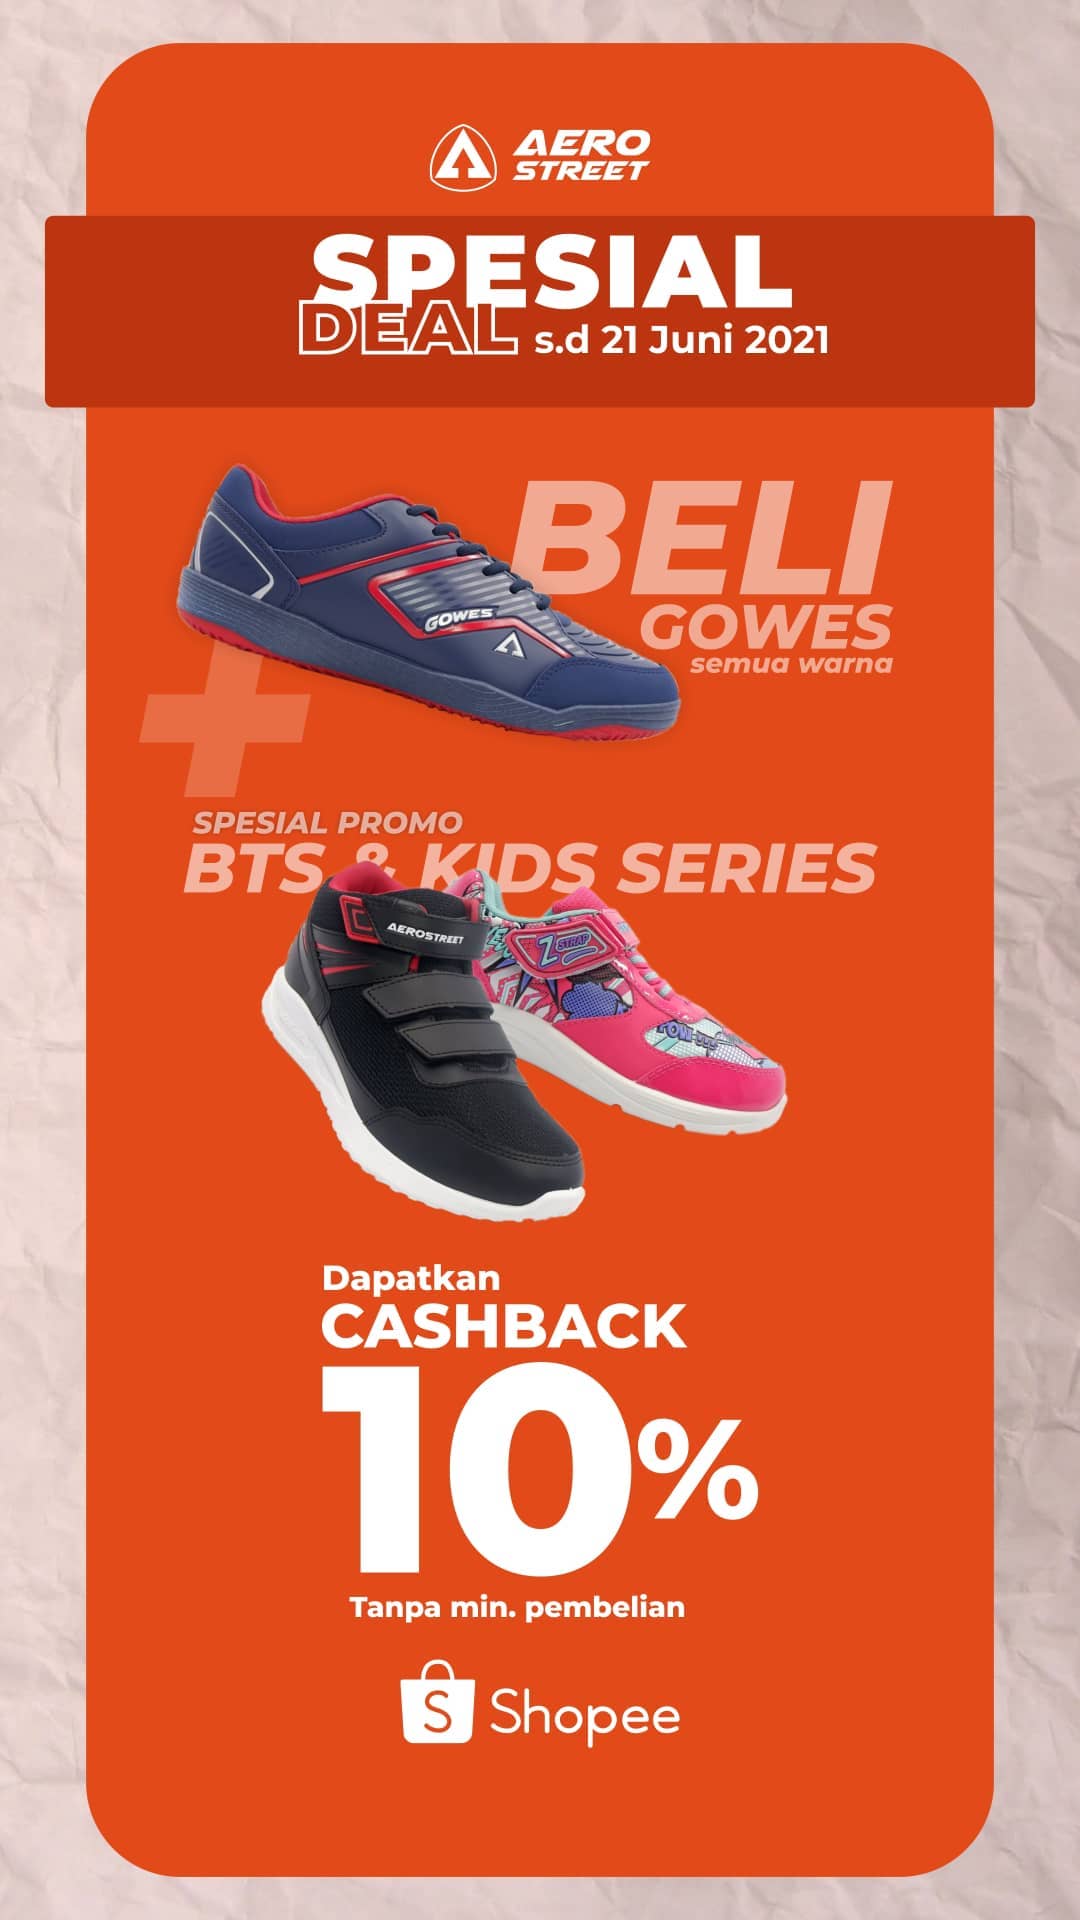 AERO
STREET
SPESIAL
DEAL s.d 21 Juni 2021
BELI
GOWES
semua warna
GOWES
+
SPESIAL PROMO
BTS & KIDS SERIES
AEROSTREET
Z STRAP
POW
Dapatkan
CASHBACK
10%
Tanpa min. pembelian
S Shopee